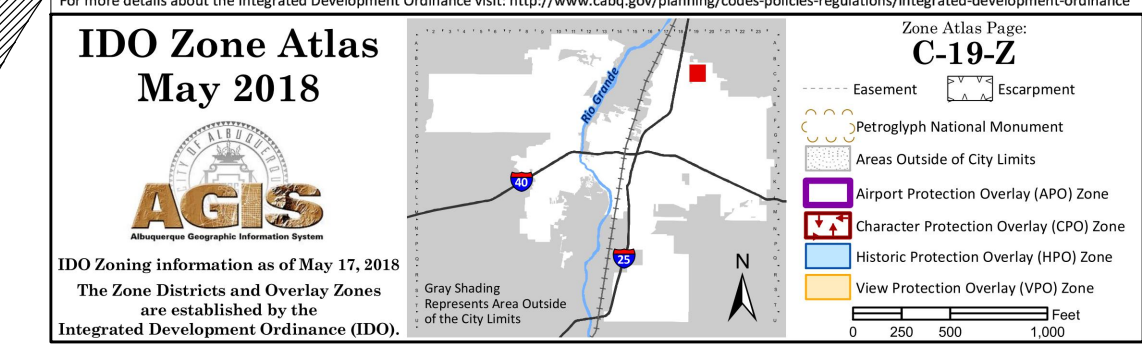 For more details about the Integrated Development Ordinance visit: http://www.cabq.gov/planning/codes-policies-regulations/integrated-development-ordinance
IDO Zone Atlas
May 2018
CITY OF ALBUQUERQUE
AGIS
Albuquerque Geographic Information System
IDO Zoning information as of May 17, 2018
The Zone Districts and Overlay Zones
are established by the
Integrated Development Ordinance (IDO).
Rio Grande
40
25
Gray Shading
Represents Area Outside
of the City Limits
N
Zone Atlas Page:
C-19-Z
Easement
Escarpment
Petroglyph National Monument
Areas Outside of City Limits
Airport Protection Overlay (APO) Zone
Character Protection Overlay (CPO) Zone
Historic Protection Overlay (HPO) Zone
View Protection Overlay (VPO) Zone
Feet
0 250 500 1,000